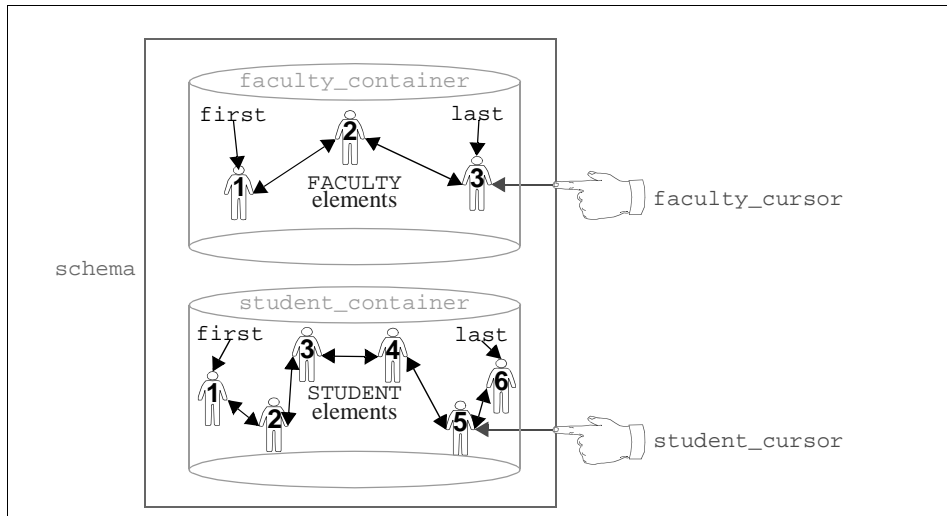 faculty_container
first
last
1
2
3
FACULTY
elements
faculty_cursor
schema
student_container
first
last
1
2
3
4
5
6
STUDENT
elements
student_cursor